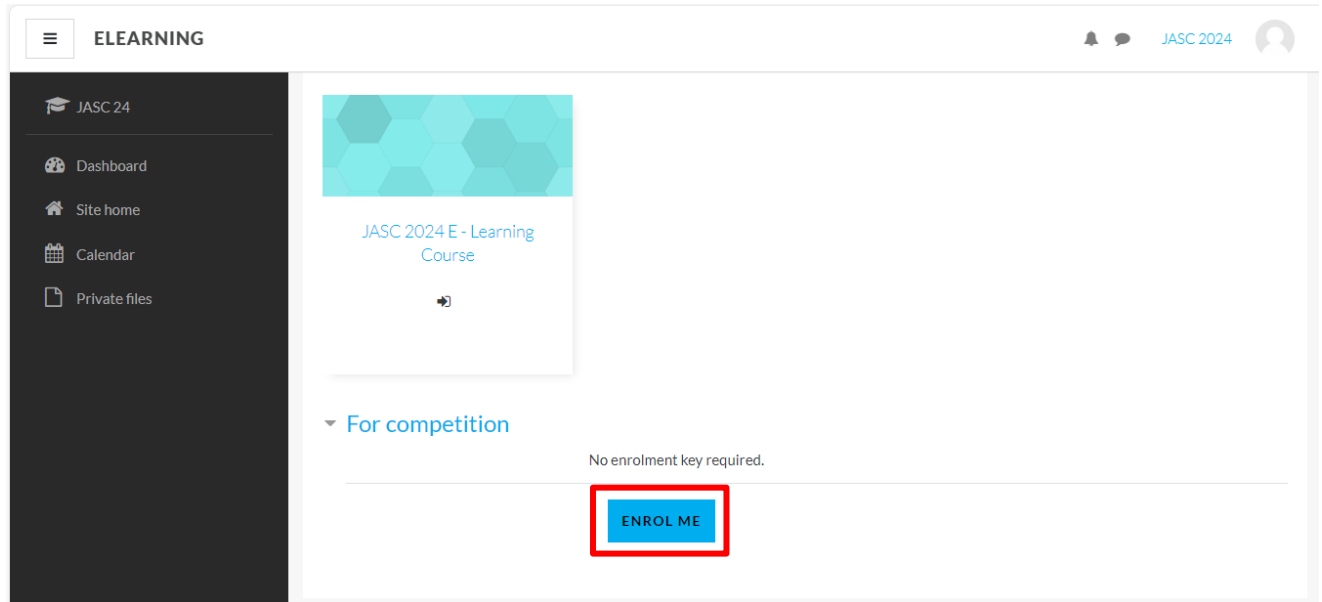 ELEARNING
JASC 2024
JASC 24
Dashboard
Site home
Calendar
Private files
JASC 2024 E - Learning
Course
For competition
No enrolment key required.
ENROL ME